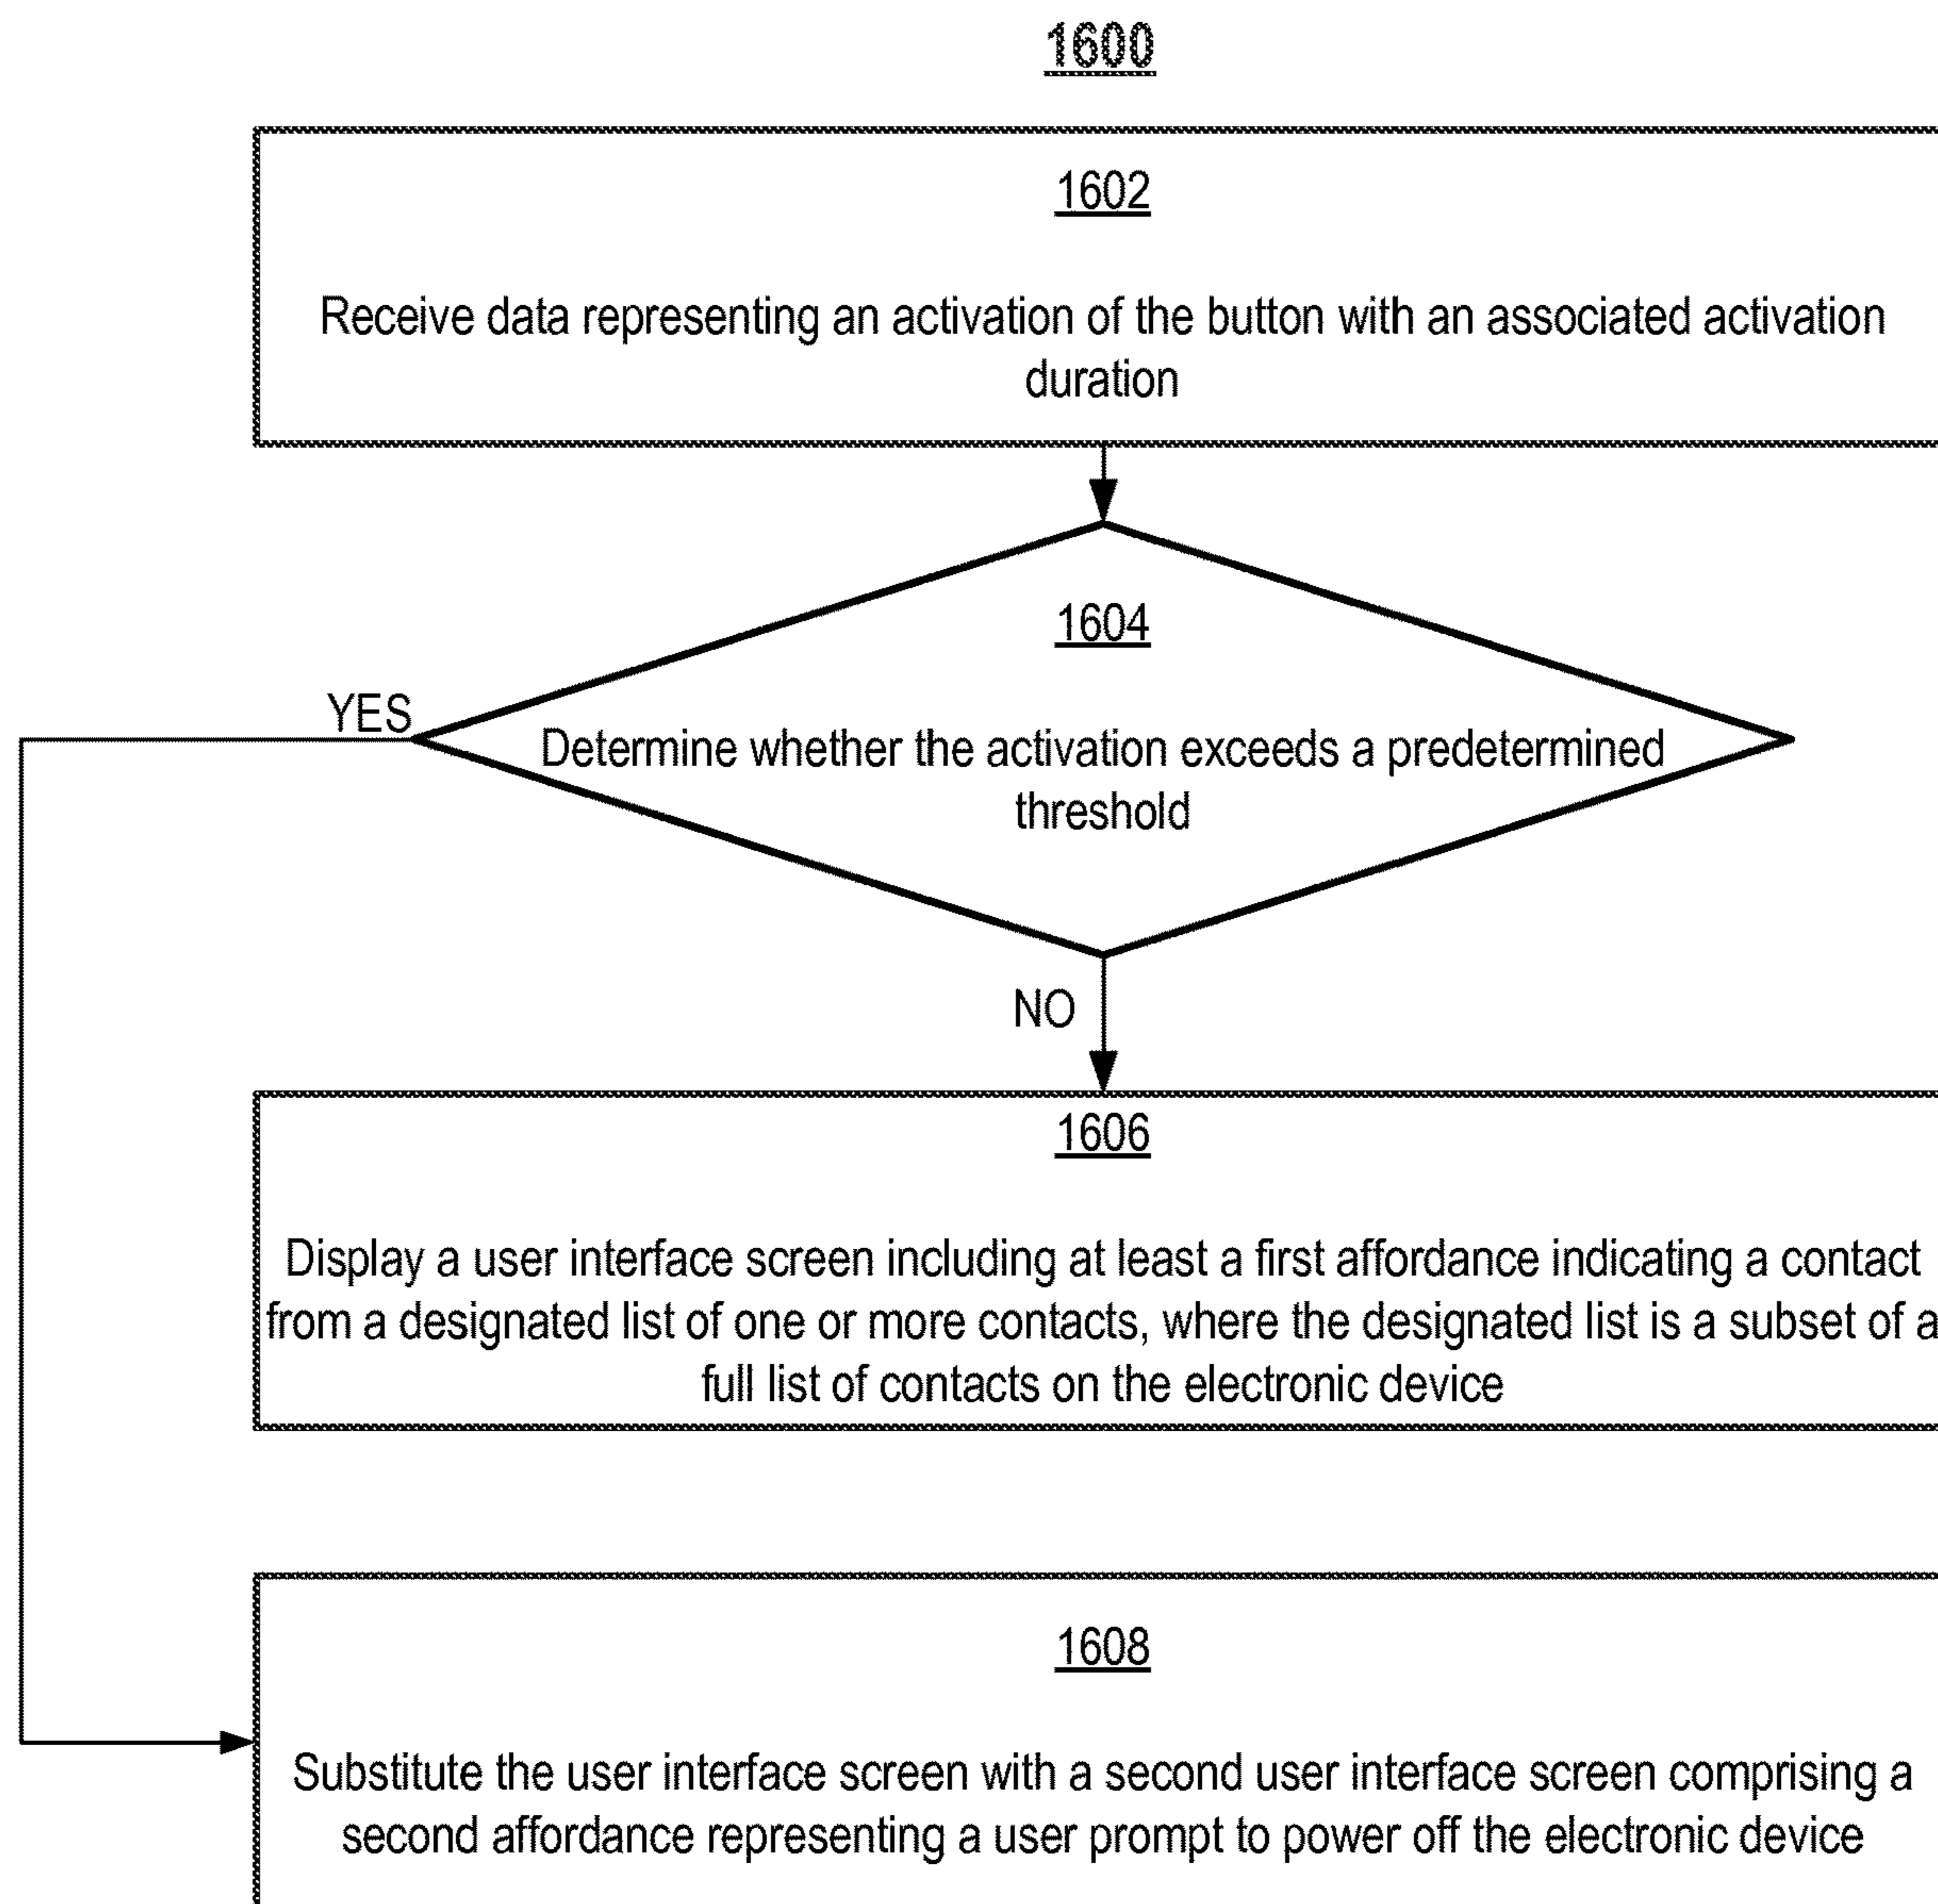 1600
1602
Receive data representing an activation of the button with an associated activation
duration
1604
YES
Determine whether the activation exceeds a predetermined
threshold
NO
1606
Display a user interface screen including at least a first affordance indicating a contact
from a designated list of one or more contacts, where the designated list is a subset of a
full list of contacts on the electronic device
1608
Substitute the user interface screen with a second user interface screen comprising a
second affordance representing a user prompt to power off the electronic device